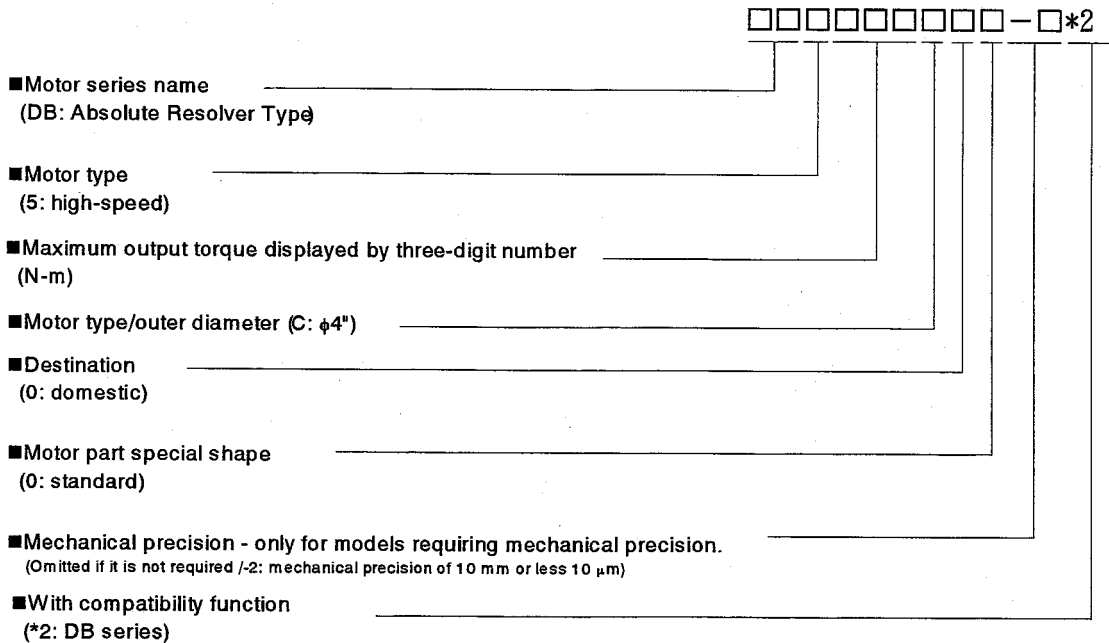 □□□□□□□□□-□*2
■Motor series name
(DB: Absolute Resolver Type)
■Motor type
(5: high-speed)
■Maximum output torque displayed by three-digit number
(N-m)
■Motor type/outer diameter (C: ϕ4")
■Destination
(0: domestic)
■Motor part special shape
(0: standard)
■Mechanical precision - only for models requiring mechanical precision.
(Omitted if it is not required /-2: mechanical precision of 10 mm or less 10 μm)
■With compatibility function
(*2: DB series)